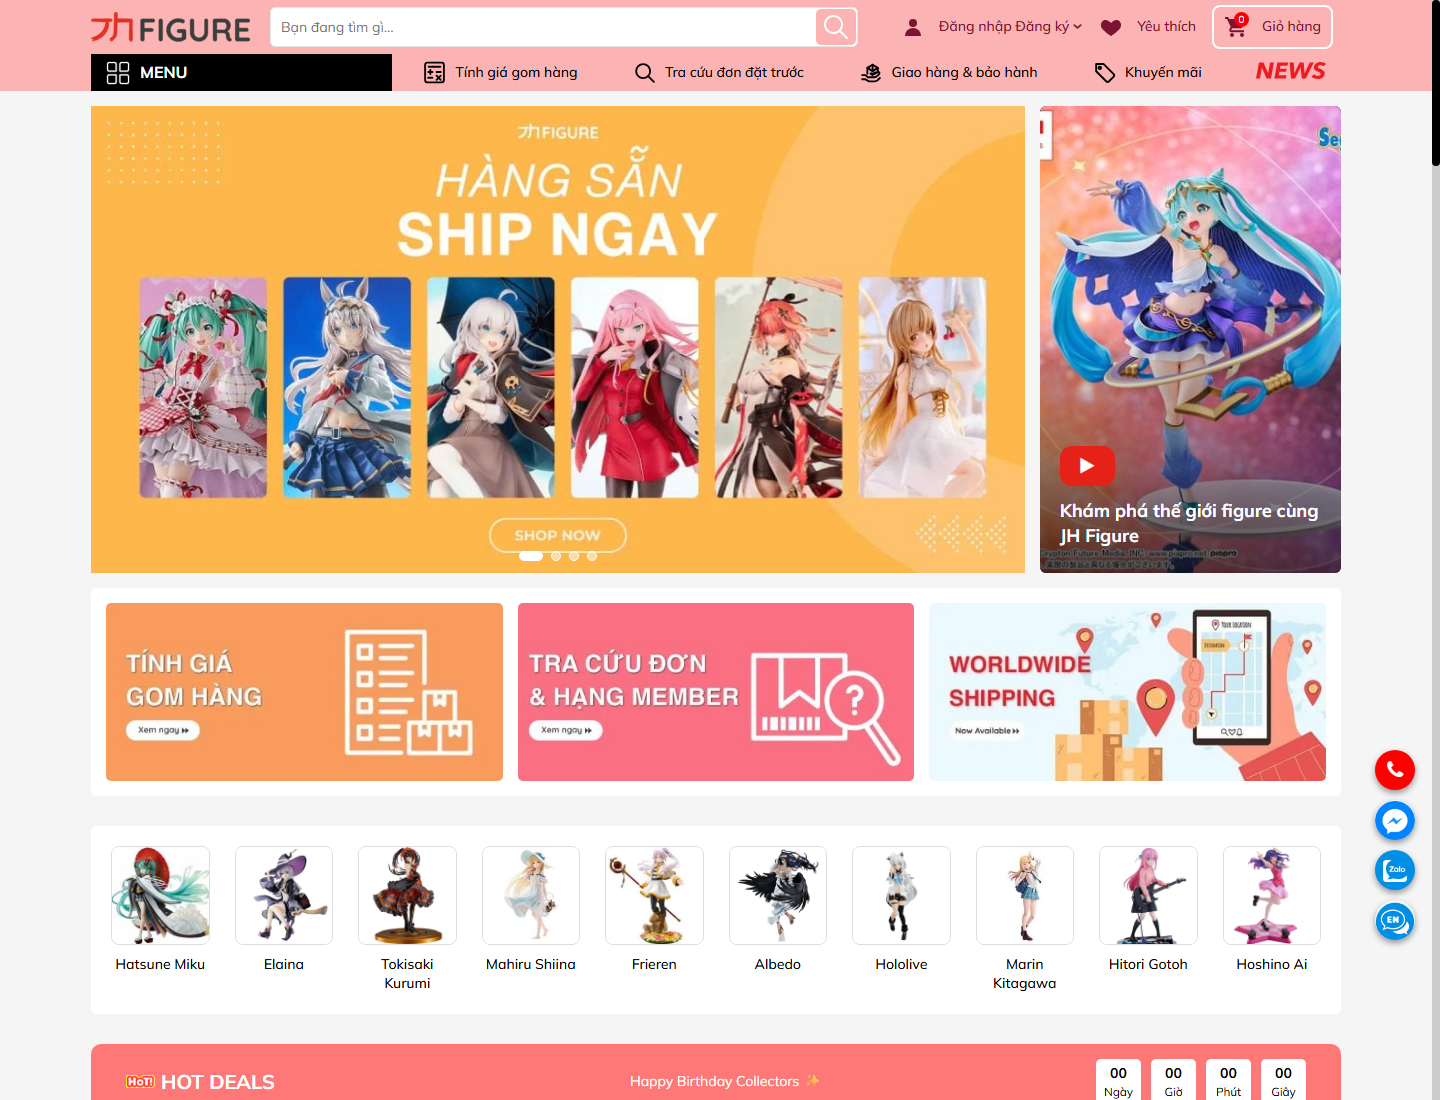 FIGURE
Bạn đang tìm gì...
Đăng nhập Đăng ký
Yêu thích
0
Giỏ hàng
MENU
Tính giá gom hàng
Tra cứu đơn đặt trước
Giao hàng & bảo hành
Khuyến mãi
NEWS
FIGURE
HÀNG SẴN
SHIP NGAY
SHOP NOW
Khám phá thế giới figure cùng
JH Figure
TÍNH GIÁ
GOM HÀNG
Xem ngay
TRA CỨU ĐƠN
& HẠNG MEMBER
Xem ngay
?
WORLDWIDE
SHIPPING
Now Available
YOUR LOCATION
Zalo
EN
Hatsune Miku
Elaina
Tokisaki
Kurumi
Mahiru Shiina
Frieren
Albedo
Hololive
Marin
Kitagawa
Hitori Gotoh
Hoshino Ai
HOT!
HOT DEALS
Happy Birthday Collectors ✨
00
Ngày
00
Giờ
00
Phút
00
Giây